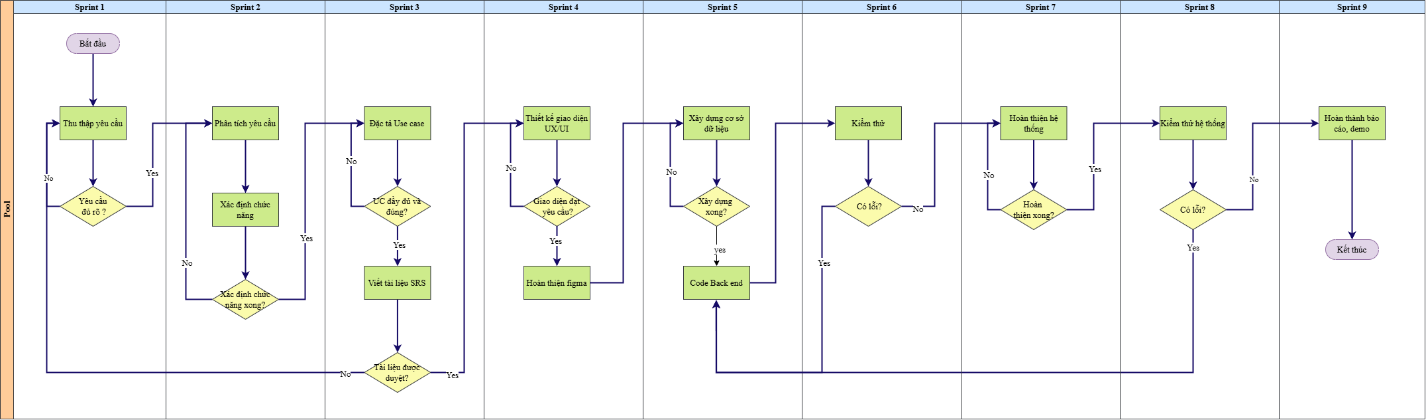 Pool
Sprint 1
Sprint 2
Sprint 3
Sprint 4
Sprint 5
Sprint 6
Sprint 7
Sprint 8
Sprint 9
Bắt đầu
Thu thập yêu cầu
Yêu cầu
đủ rõ ?
No
Yes
Phân tích yêu cầu
Xác định chức
năng
Xác định chức
năng xong?
No
Yes
Đặc tả Use case
UC đầy đủ và
đúng?
No
Yes
Viết tài liệu SRS
Tài liệu được
duyệt?
No
Yes
Thiết kế giao diện
UX/UI
Giao diện đạt
yêu cầu?
No
Yes
Hoàn thiện figma
Xây dựng cơ sở
dữ liệu
Xây dựng
xong?
No
yes
Code Back end
Kiểm thử
Có lỗi?
No
Yes
Hoàn thiện hệ
thống
Hoàn
thiện xong?
No
Yes
Kiểm thử hệ thống
Có lỗi?
No
Yes
Hoàn thành báo
cáo, demo
Kết thúc